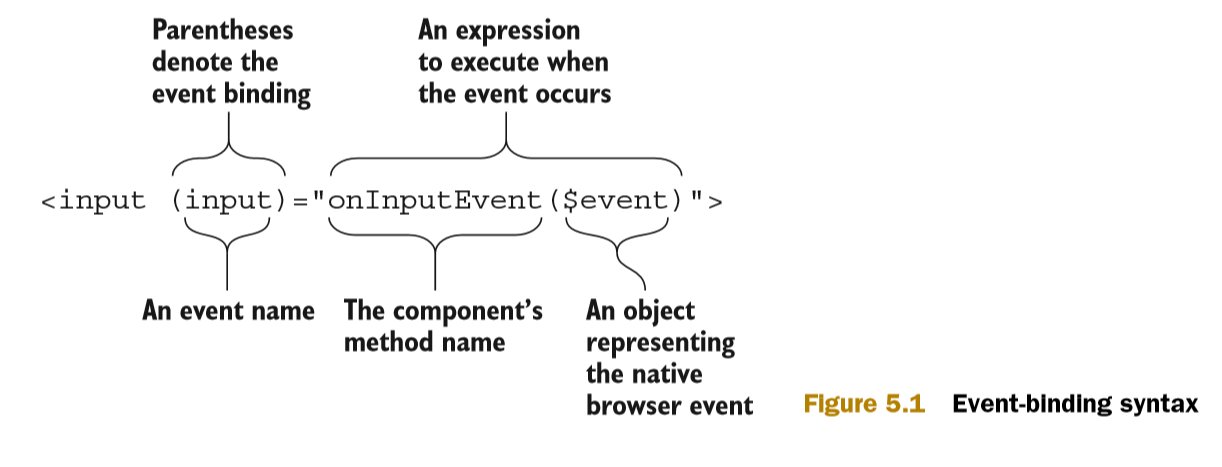 Parentheses
denote the
event binding
An expression
to execute when
the event occurs
<input (input)="onInputEvent($event)">
An event name
The component's
method name
An object
representing
the native
browser event
Figure 5.1 Event-binding syntax